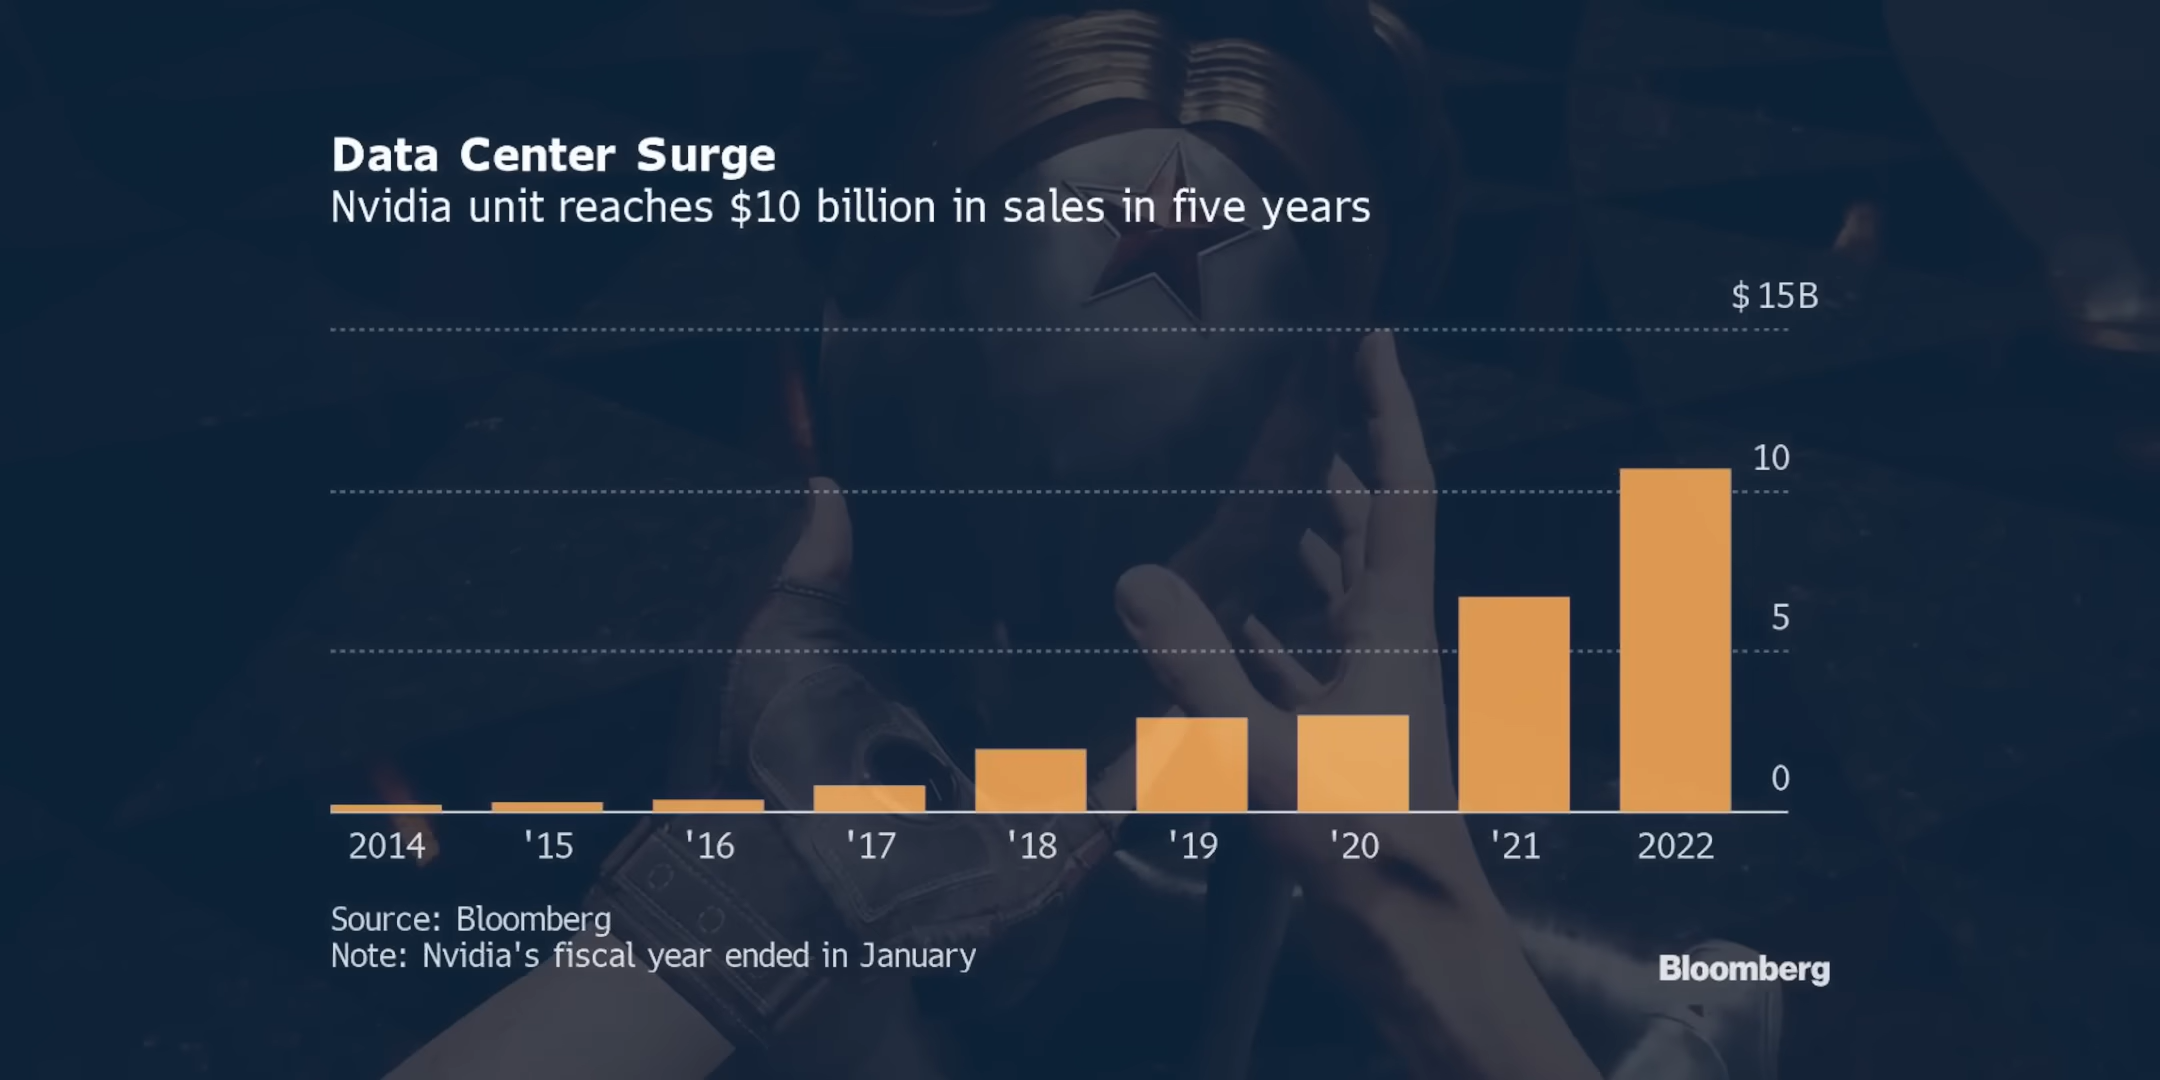 Data Center Surge
Nvidia unit reaches $10 billion in sales in five years
$15B
10
5
0
2014 '15 '16 '17 '18 '19 '20 '21 2022
Source: Bloomberg
Note: Nvidia's fiscal year ended in January
Bloomberg